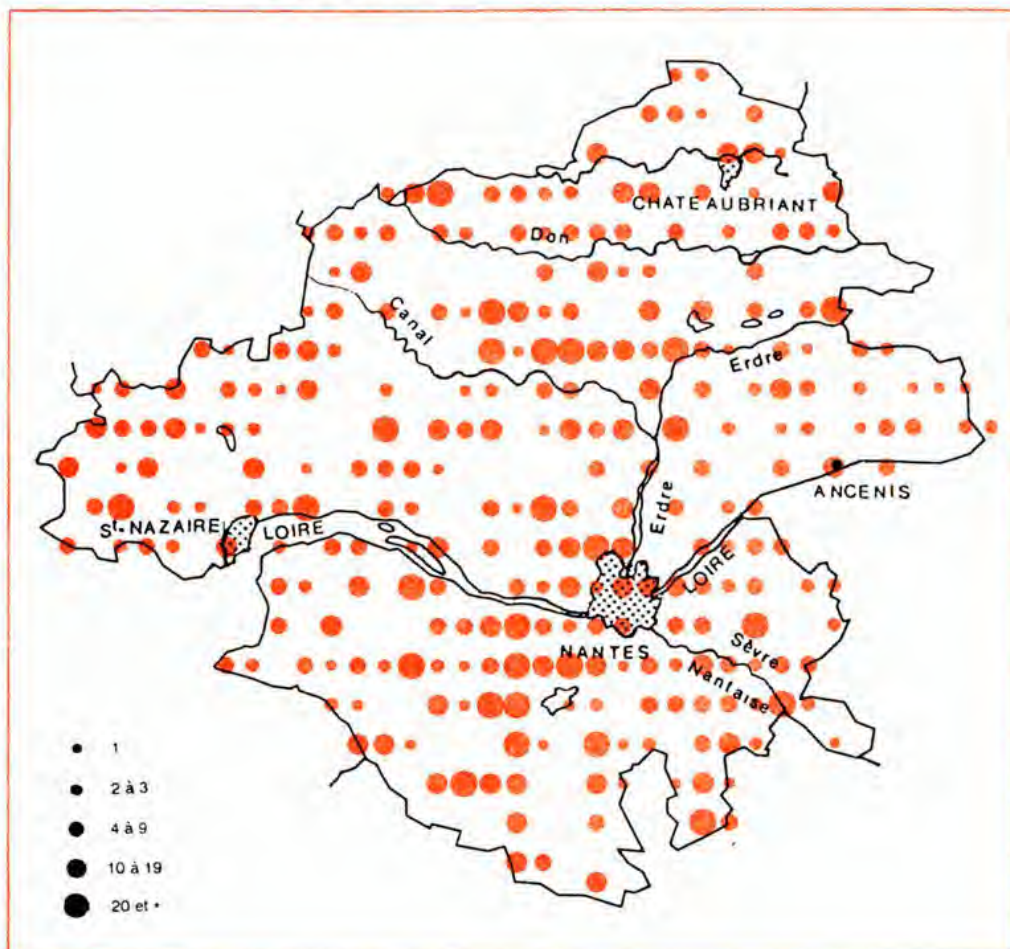 CHATEAUBRIANT
Don
Canal
Erdre
ANCENIS
Erdre
St-NAZAIRE
LOIRE
LOIRE
NANTES
Sèvre
Nantaise
1
2 à 3
4 à 9
10 à 19
20 et +